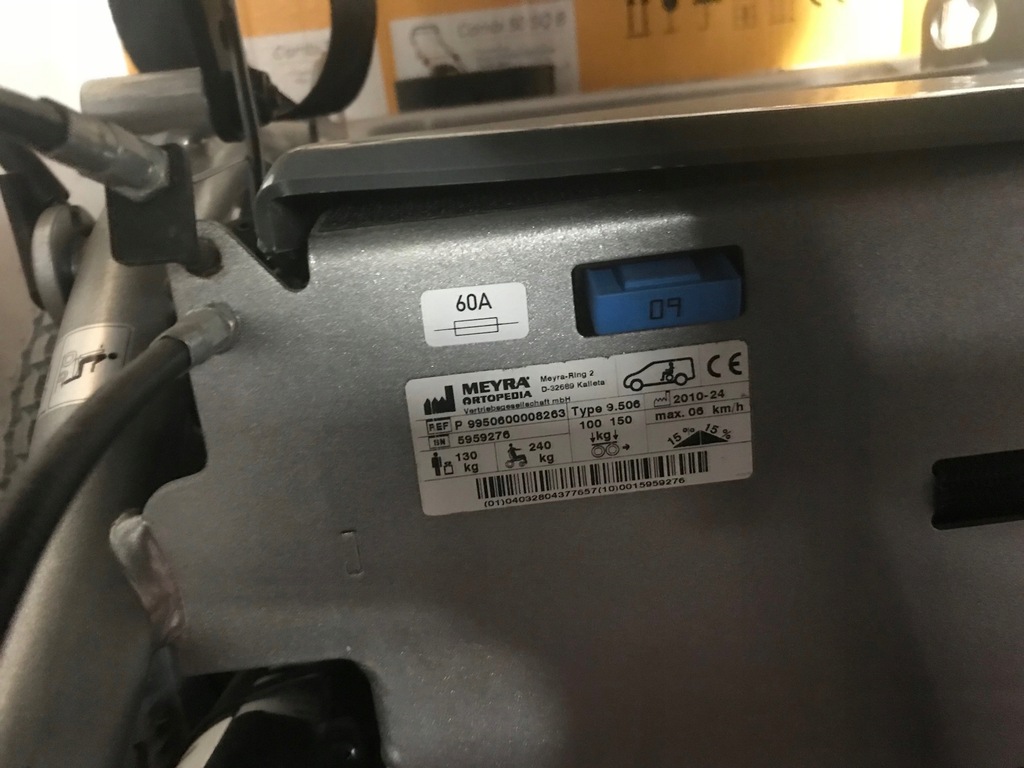 60A
60
MEYRA
ORTOPEDIA
Vertriebsgesellschaft mbH
Meyra-Ring 2
D-32689 Kalletal
CE
REF P 9950600008263
Type 9.506
2010-24
SN 5959276
100 150
kg
max. 06 km/h
130 kg
240 kg
15 % 15 %
(01)04032804377657(10)0015959276